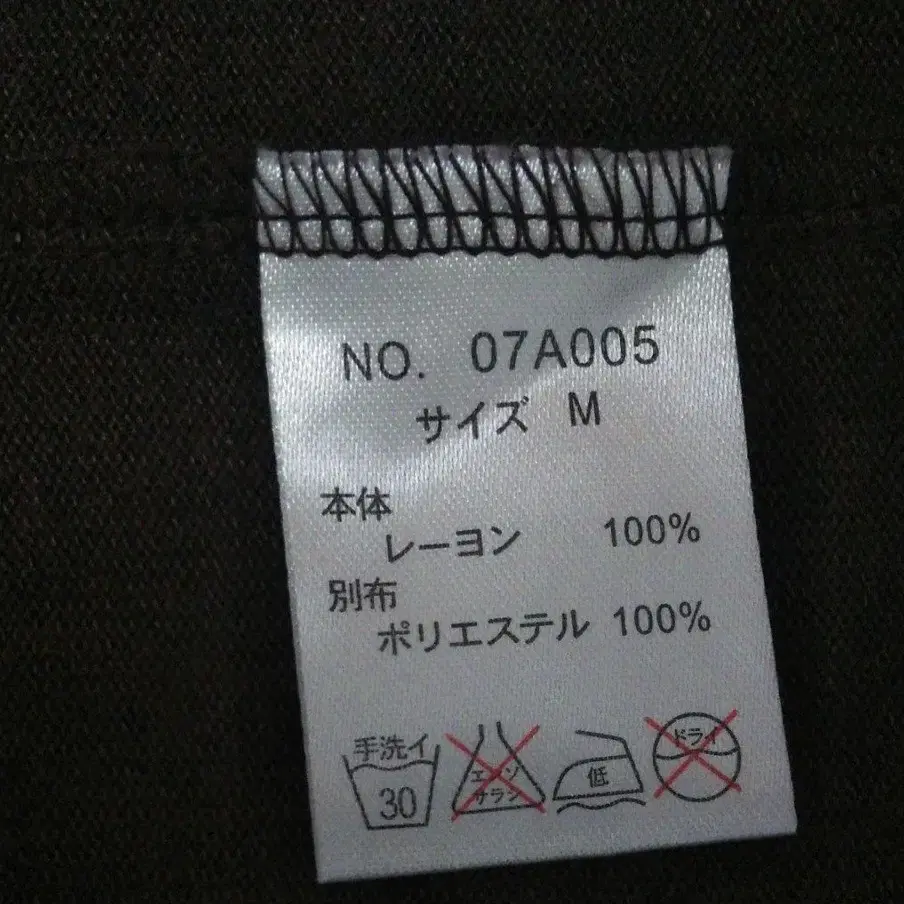 NO. 07A005
サイズ M
本体
レーヨン 100%
別布
ポリエステル 100%
手洗イ
30
エンソ
サラシ
低
ドライ